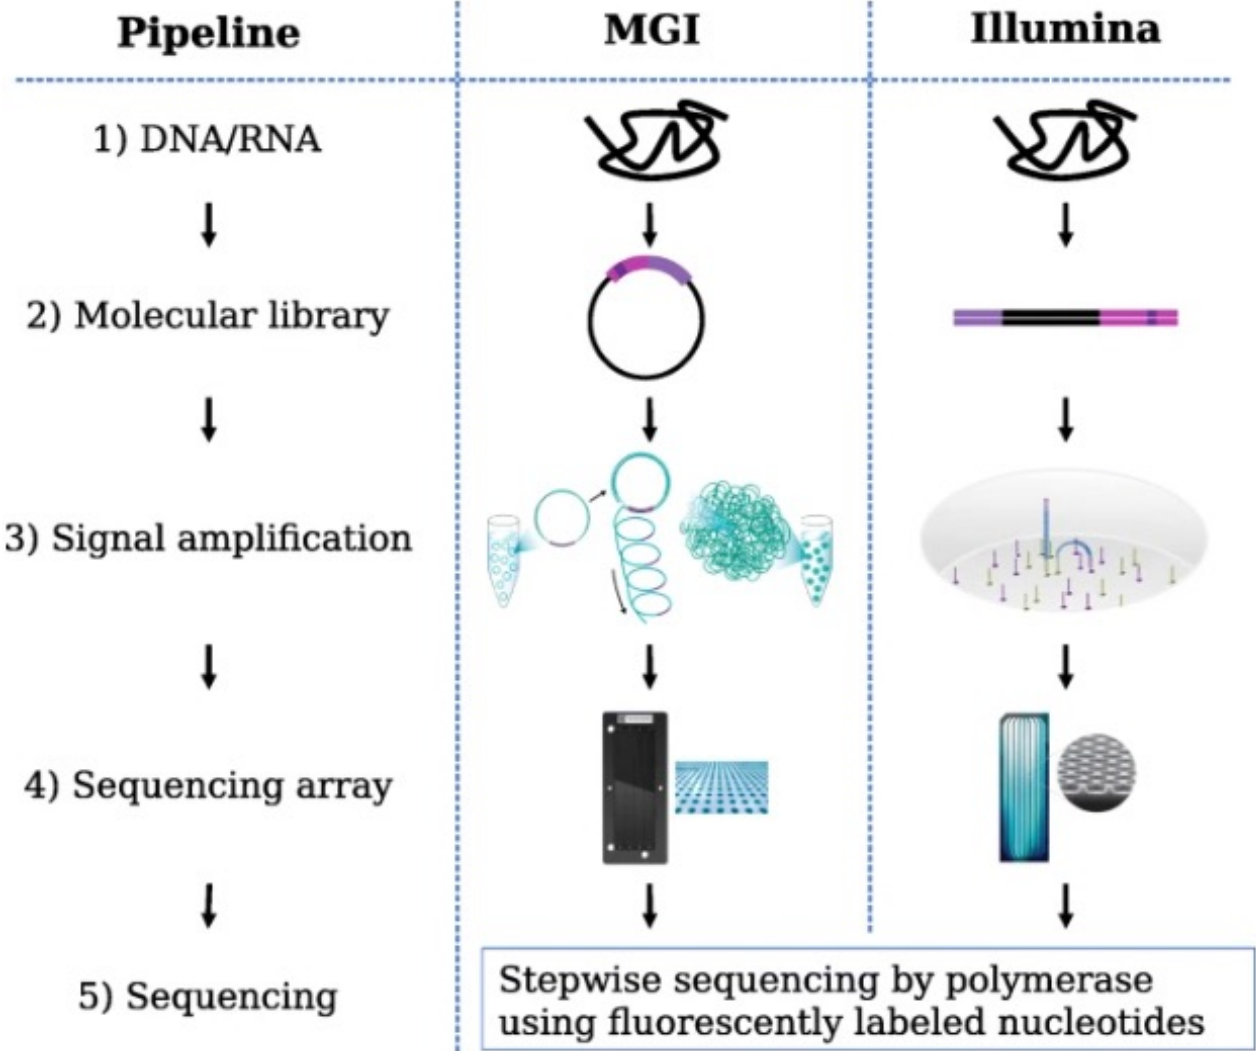 Pipeline MGI Illumina
1) DNA/RNA
2) Molecular library
3) Signal amplification
4) Sequencing array
5) Sequencing
Stepwise sequencing by polymerase
using fluorescently labeled nucleotides